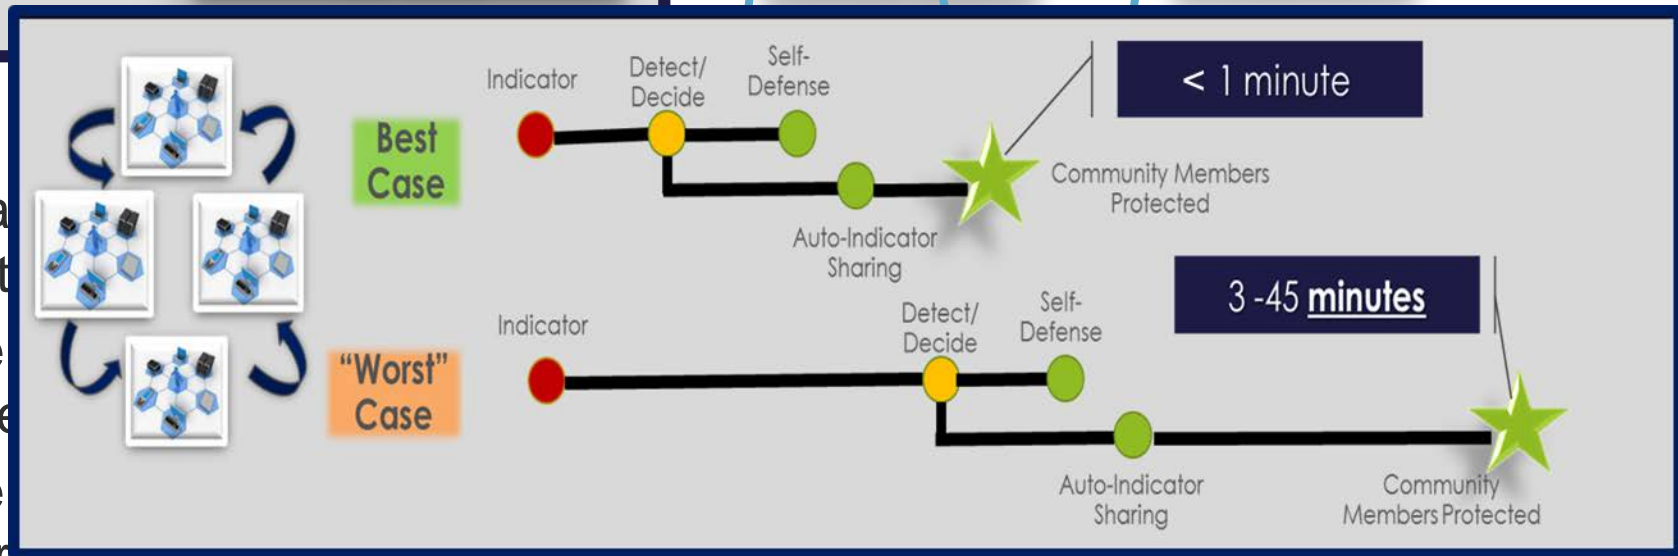 Indicator
Detect/
Decide
Self-
Defense
< 1 minute
Best
Case
Community Members
Protected
Auto-Indicator
Sharing
3 -45 minutes
Indicator
Detect/
Decide
Self-
Defense
“Worst”
Case
Auto-Indicator
Sharing
Community
Members Protected